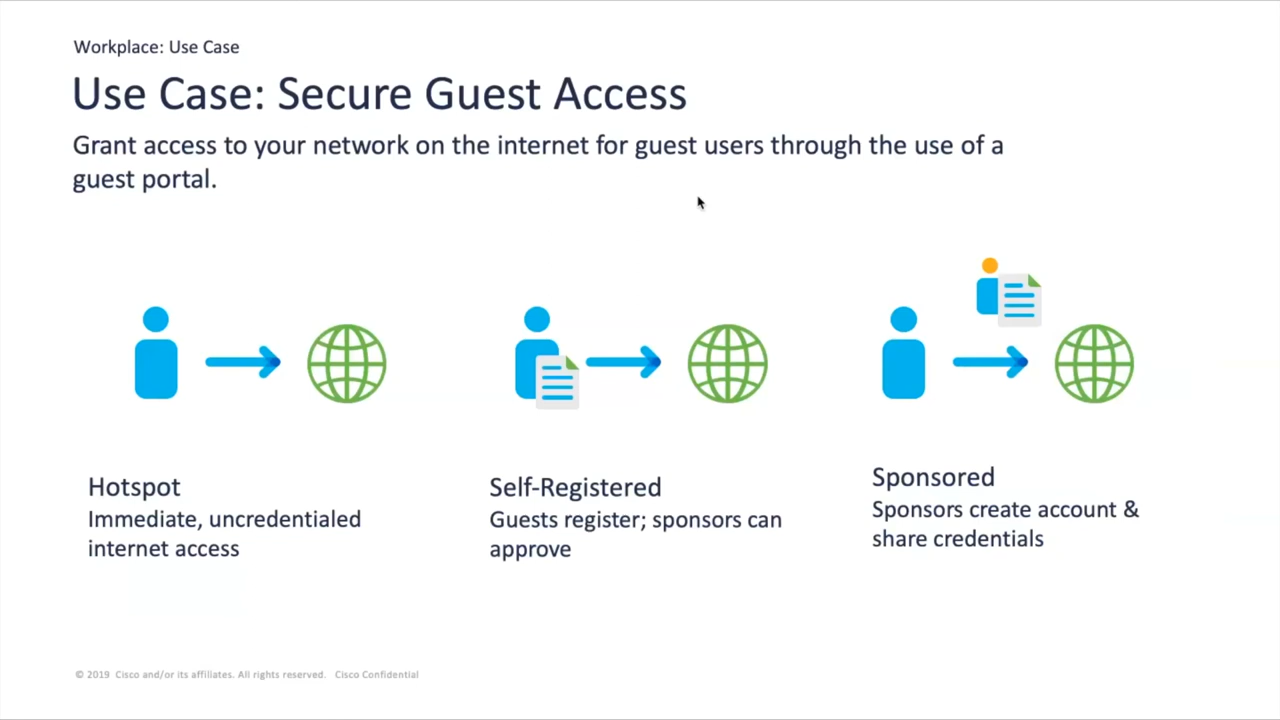 Workplace: Use Case
Use Case: Secure Guest Access
Grant access to your network on the internet for guest users through the use of a
guest portal.
Hotspot
Immediate, uncredentialed
internet access
Self-Registered
Guests register; sponsors can
approve
Sponsored
Sponsors create account &
share credentials
© 2019 Cisco and/or its affiliates. All rights reserved. Cisco Confidential